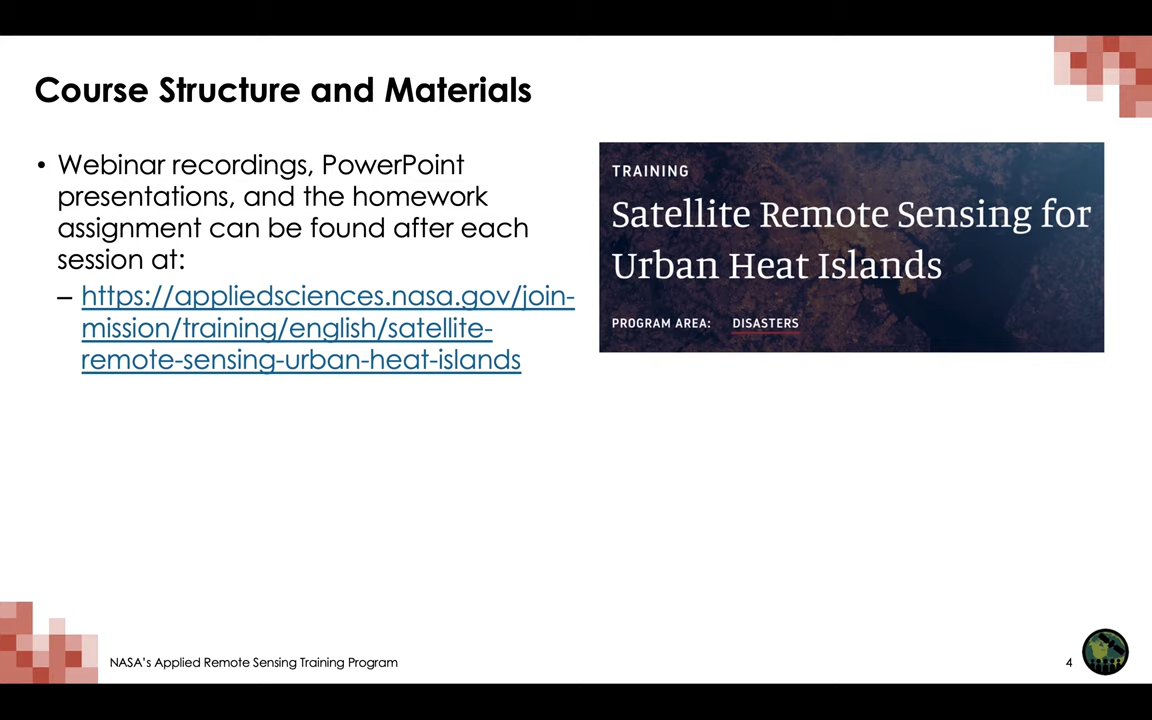 Course Structure and Materials
• Webinar recordings, PowerPoint
presentations, and the homework
assignment can be found after each
session at:
– https://appliedsciences.nasa.gov/join-
mission/training/english/satellite-
remote-sensing-urban-heat-islands
TRAINING
Satellite Remote Sensing for
Urban Heat Islands
PROGRAM AREA: DISASTERS
NASA's Applied Remote Sensing Training Program
4